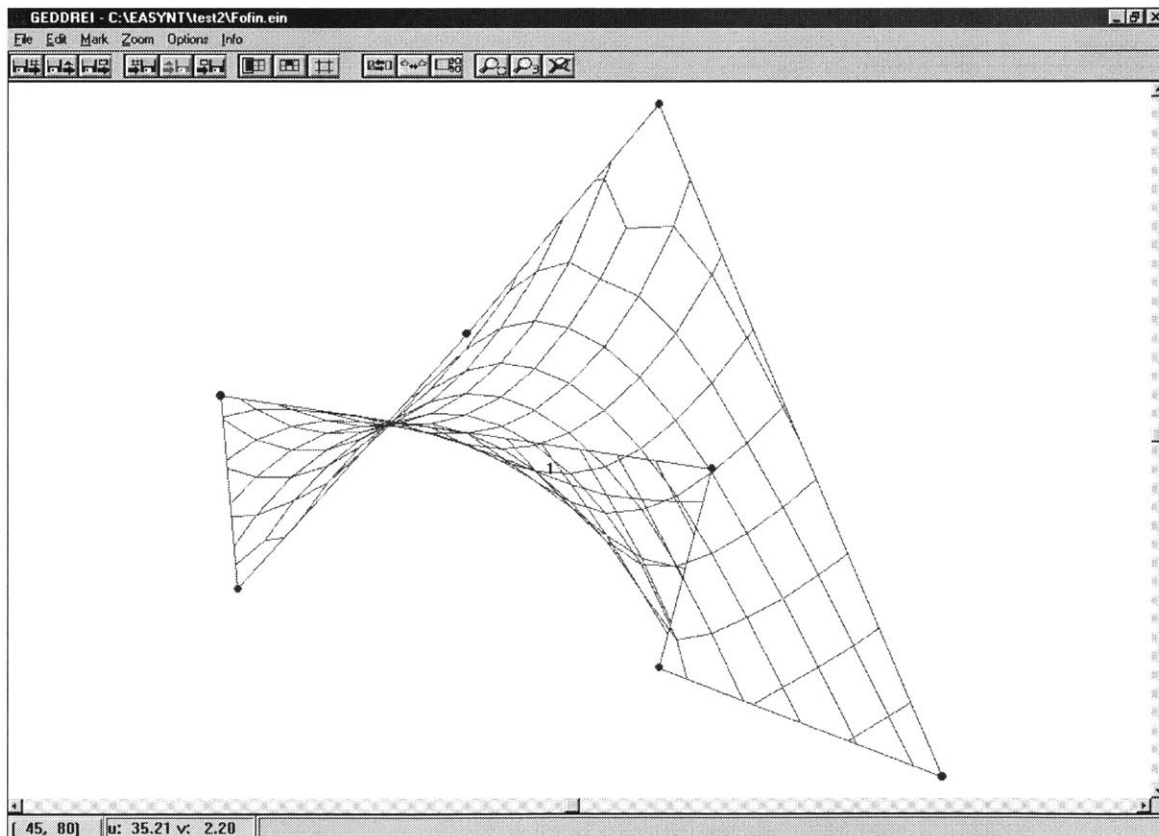 GEDDREI - C:\EASYNT\test2\Fofin.ein
File Edit Mark Zoom Options Info
1
[ 45, 80] u: 35.21 v: 2.20